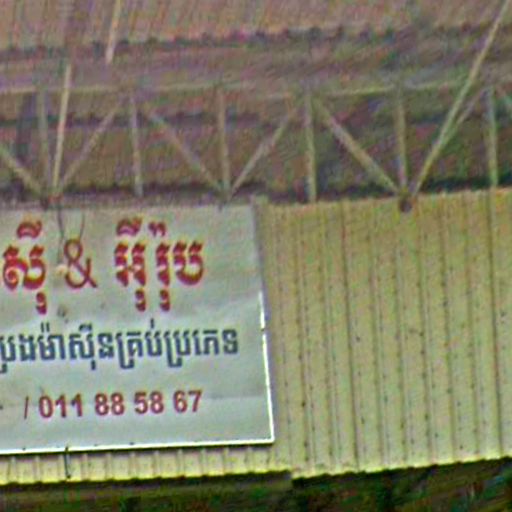 ស៊ី & អ៊ឺរ៉ុប
ប្រេងម៉ាស៊ីនគ្រប់ប្រភេទ
/ 011 88 58 67